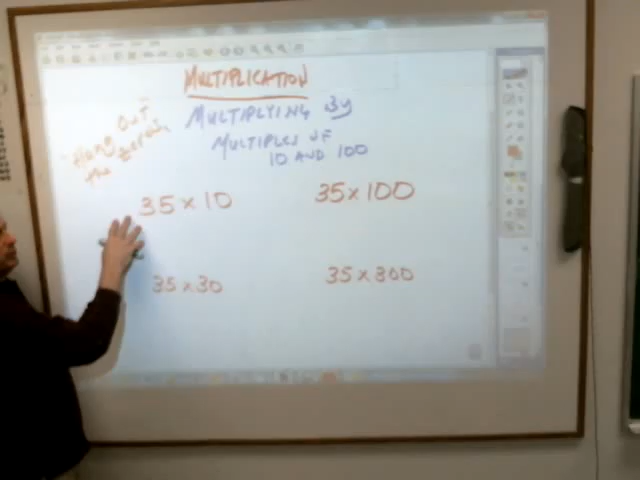 MULTIPLICATION
MULTIPLYING By
MULTIPLES OF
10 AND 100
Hang Out
the zeroes
35 x 10
35 x 100
35 x 30
35 x 300